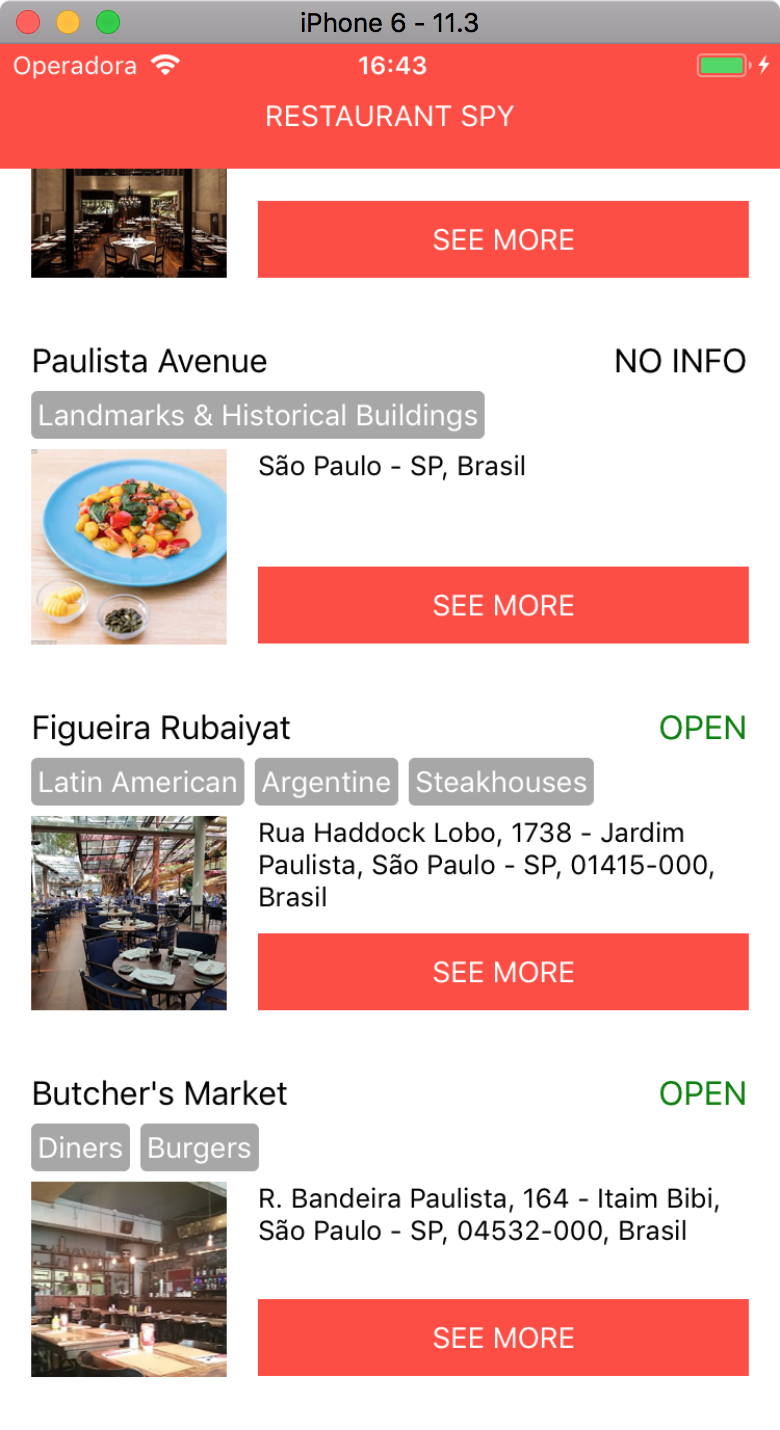 iPhone 6 - 11.3
Operadora 16:43
RESTAURANT SPY
SEE MORE
Paulista Avenue NO INFO
Landmarks & Historical Buildings
São Paulo - SP, Brasil
SEE MORE
Figueira Rubaiyat OPEN
Latin American Argentine Steakhouses
Rua Haddock Lobo, 1738 - Jardim
Paulista, São Paulo - SP, 01415-000,
Brasil
SEE MORE
Butcher's Market OPEN
Diners Burgers
R. Bandeira Paulista, 164 - Itaim Bibi,
São Paulo - SP, 04532-000, Brasil
SEE MORE